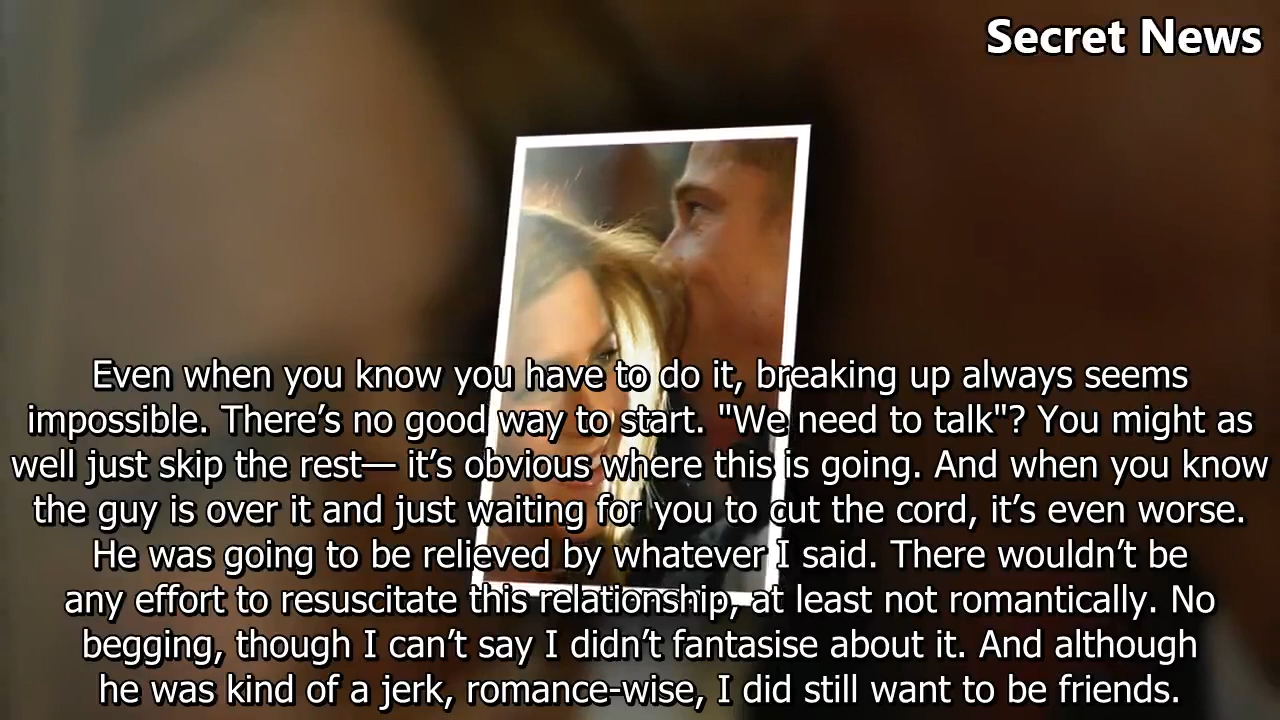 Secret News
Even when you know you have to do it, breaking up always seems
impossible. There’s no good way to start. "We need to talk"? You might as
well just skip the rest— it’s obvious where this is going. And when you know
the guy is over it and just waiting for you to cut the cord, it’s even worse.
He was going to be relieved by whatever I said. There wouldn’t be
any effort to resuscitate this relationship, at least not romantically. No
begging, though I can’t say I didn’t fantasise about it. And although
he was kind of a jerk, romance-wise, I did still want to be friends.